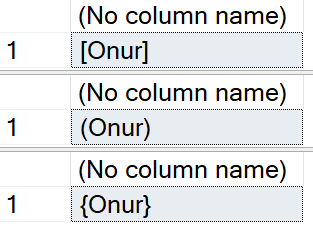 (No column name)
1 [Onur]
(No column name)
1 (Onur)
(No column name)
1 {Onur}